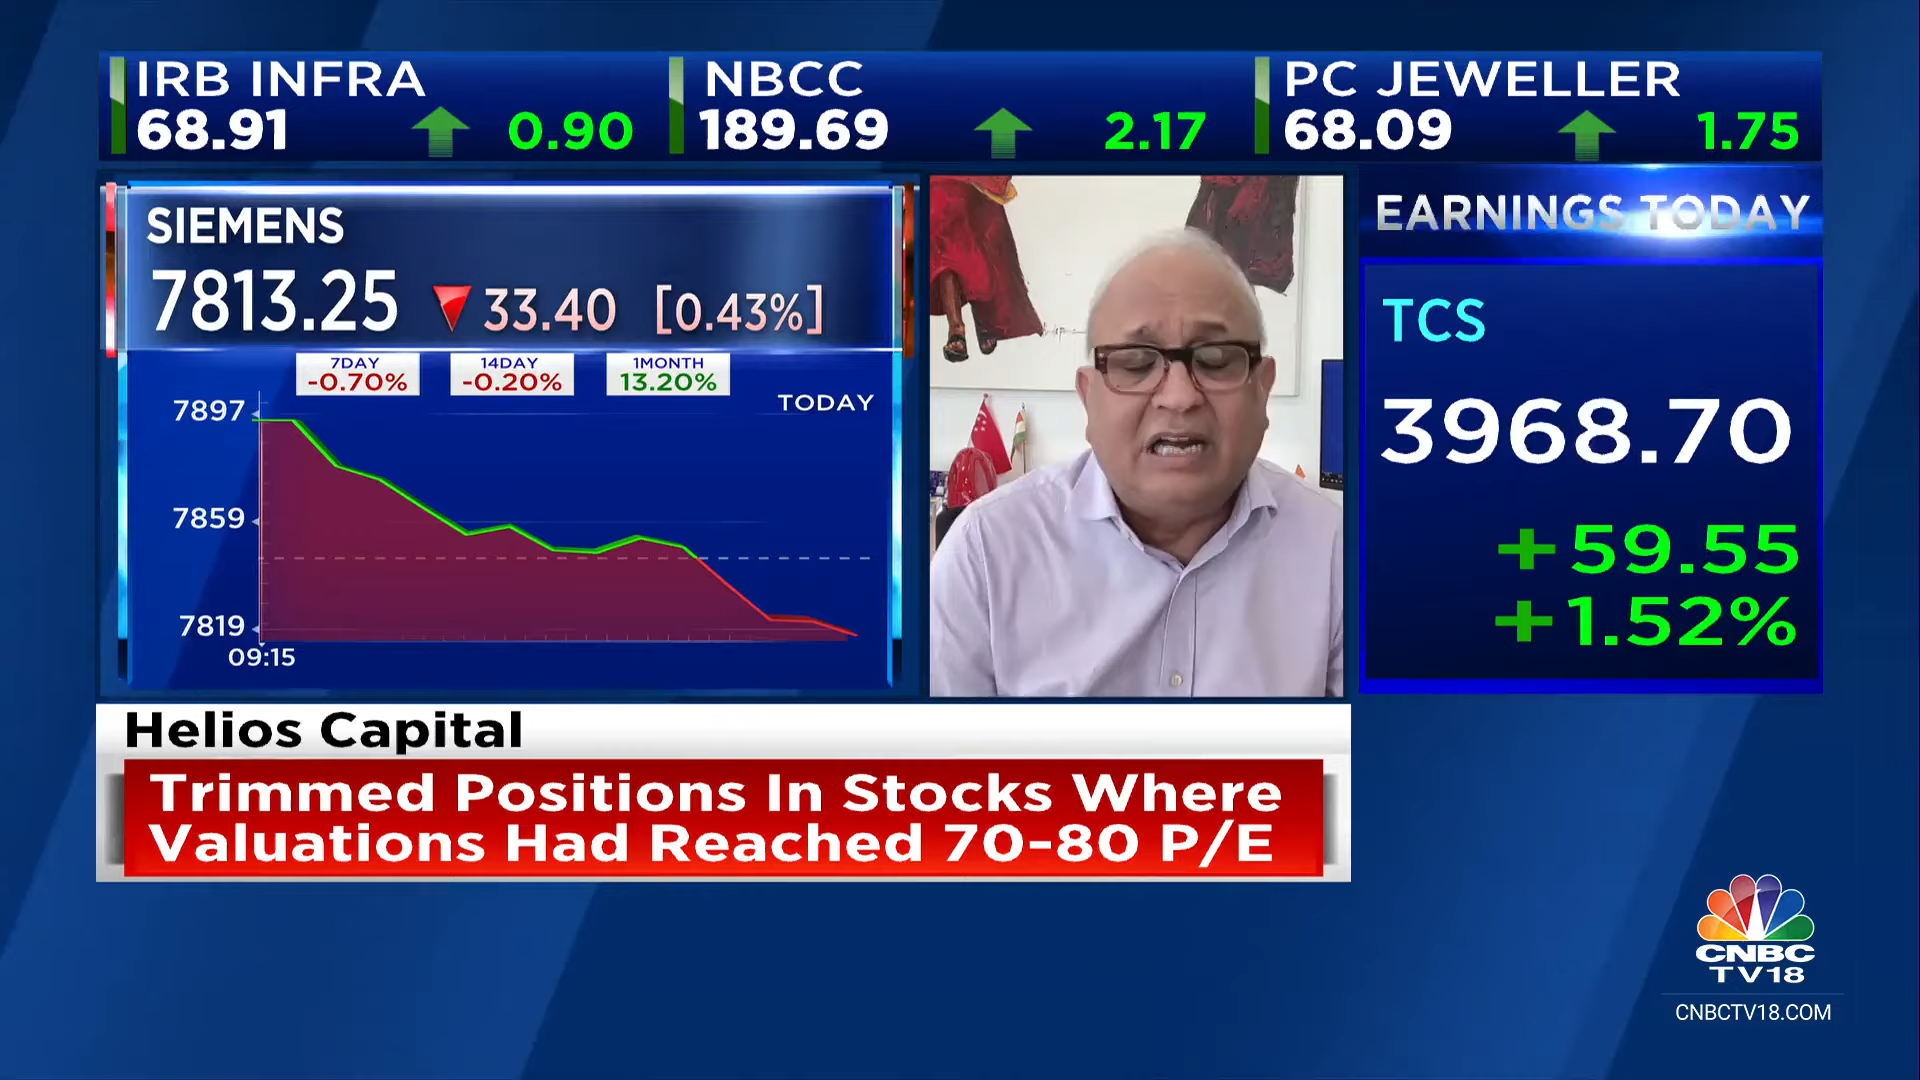 IRB INFRA
68.91 0.90
NBCC
189.69 2.17
PC JEWELLER
68.09 1.75
SIEMENS
7813.25 33.40 [0.43%]
7DAY
-0.70%
14DAY
-0.20%
1MONTH
13.20%
TODAY
7897
7859
7819
09:15
EARNINGS TODAY
TCS
3968.70
+59.55
+1.52%
Helios Capital
Trimmed Positions In Stocks Where
Valuations Had Reached 70-80 P/E
CNBC
TV18
CNBCTV18.COM